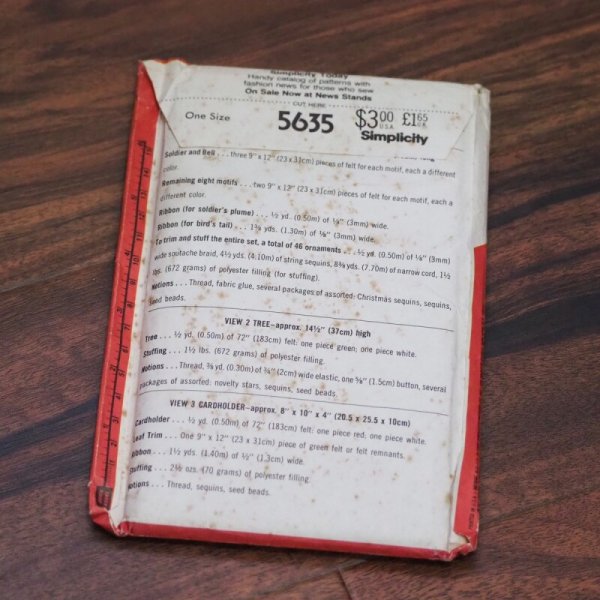 Simplicity Today
Handy catalog of patterns with
fashion news for those who sew
On Sale Now at News Stands
CUT HERE
One Size 5635 $3.00 USA £1.65 U.K.
Simplicity
Soldier and Bell . . . three 9" x 12" (23 x 31cm) pieces of felt for each motif, each a different
color.
Remaining eight motifs . . . two 9" x 12" (23 x 31cm) pieces of felt for each motif, each a
different color.
Ribbon (for soldier's plume) . . . ½ yd. (0.50m) of ⅛" (3mm) wide.
Ribbon (for bird's tail) . . . 1⅜ yds. (1.30m) of ⅛" (3mm) wide.
To trim and stuff the entire set, a total of 46 ornaments . . . ½ yd. (0.50m) of ⅛" (3mm)
wide soutache braid, 4½ yds. (4.10m) of string sequins, 8⅜ yds. (7.70m) of narrow cord, 1½
lbs. (672 grams) of polyester filling (for stuffing).
Notions . . . Thread, fabric glue, several packages of assorted: Christmas sequins, sequins,
seed beads.
VIEW 2 TREE—approx. 14½" (37cm) high
Tree . . . ½ yd. (0.50m) of 72" (183cm) felt: one piece green; one piece white.
Stuffing . . . 1½ lbs. (672 grams) of polyester filling.
Notions . . . Thread, ⅜ yd. (0.30m) of ¾" (2cm) wide elastic, one ⅝" (1.5cm) button, several
packages of assorted: novelty stars, sequins, seed beads.
VIEW 3 CARDHOLDER—approx. 8" x 10" x 4" (20.5 x 25.5 x 10cm)
Cardholder . . . ½ yd. (0.50m) of 72" (183cm) felt: one piece red; one piece white.
Leaf Trim . . . One 9" x 12" (23 x 31cm) piece of green felt or felt remnants.
Ribbon . . . 1½ yds. (1.40m) of ½" (1.3cm) wide.
Stuffing . . . 2½ ozs. (70 grams) of polyester filling.
Notions . . . Thread, sequins, seed beads.